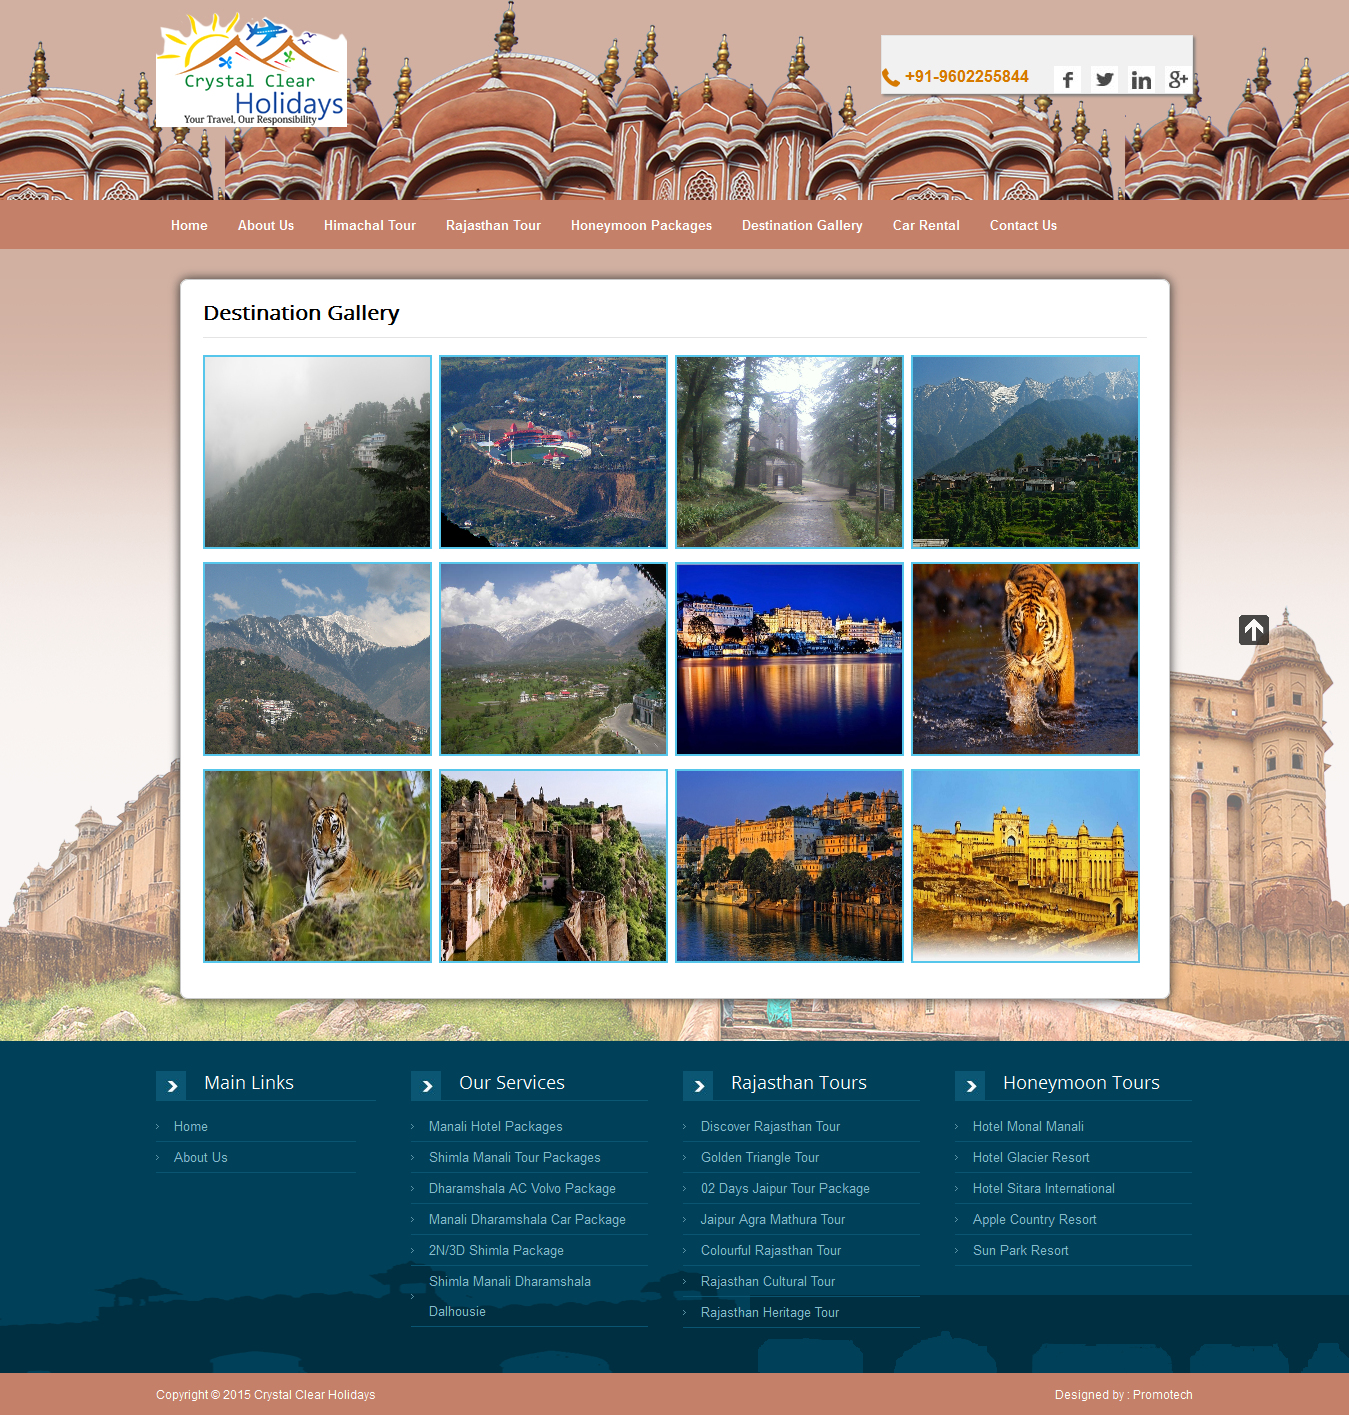 Crystal Clear
Holidays
Your Travel, Our Responsibility
+91-9602255844
Home About Us Himachal Tour Rajasthan Tour Honeymoon Packages Destination Gallery Car Rental Contact Us
Destination Gallery
Main Links
Home
About Us
Our Services
Manali Hotel Packages
Shimla Manali Tour Packages
Dharamshala AC Volvo Package
Manali Dharamshala Car Package
2N/3D Shimla Package
Shimla Manali Dharamshala
Dalhousie
Rajasthan Tours
Discover Rajasthan Tour
Golden Triangle Tour
02 Days Jaipur Tour Package
Jaipur Agra Mathura Tour
Colourful Rajasthan Tour
Rajasthan Cultural Tour
Rajasthan Heritage Tour
Honeymoon Tours
Hotel Monal Manali
Hotel Glacier Resort
Hotel Sitara International
Apple Country Resort
Sun Park Resort
Copyright © 2015 Crystal Clear Holidays
Designed by : Promotech